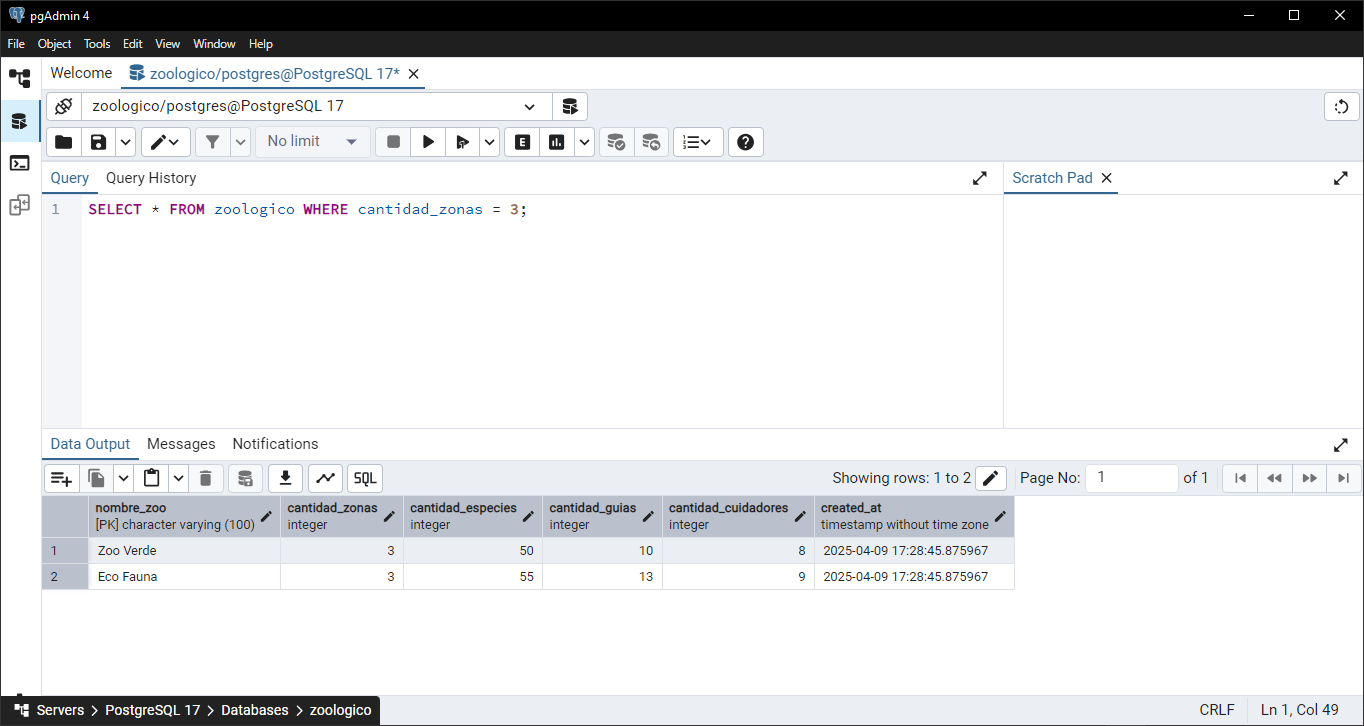 pgAdmin 4
File Object Tools Edit View Window Help
Welcome zoologico/postgres@PostgreSQL 17*
zoologico/postgres@PostgreSQL 17
No limit E
Query Query History Scratch Pad
1 SELECT * FROM zoologico WHERE cantidad_zonas = 3;
Data Output Messages Notifications
SQL Showing rows: 1 to 2 Page No: 1 of 1
nombre_zoo cantidad_zonas cantidad_especies cantidad_guias cantidad_cuidadores created_at
[PK] character varying (100) integer integer integer integer timestamp without time zone
1 Zoo Verde 3 50 10 8 2025-04-09 17:28:45.875967
2 Eco Fauna 3 55 13 9 2025-04-09 17:28:45.875967
Servers > PostgreSQL 17 > Databases > zoologico CRLF Ln 1, Col 49